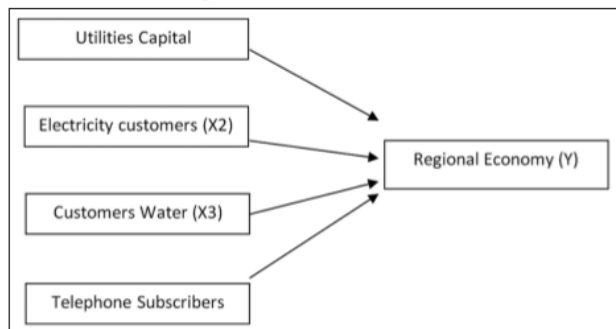 Utilities Capital
Electricity customers (X2)
Regional Economy (Y)
Customers Water (X3)
Telephone Subscribers